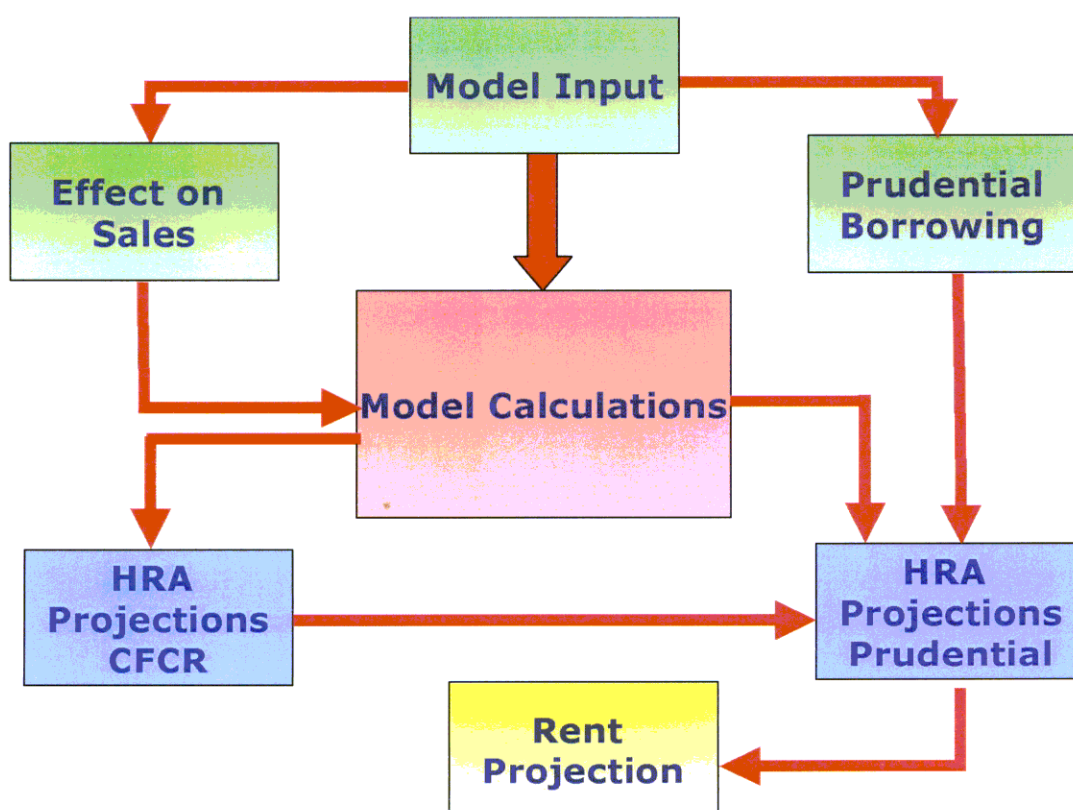 Model Input
Effect on
Sales
Prudential
Borrowing
Model Calculations
HRA
Projections
CFCR
HRA
Projections
Prudential
Rent
Projection